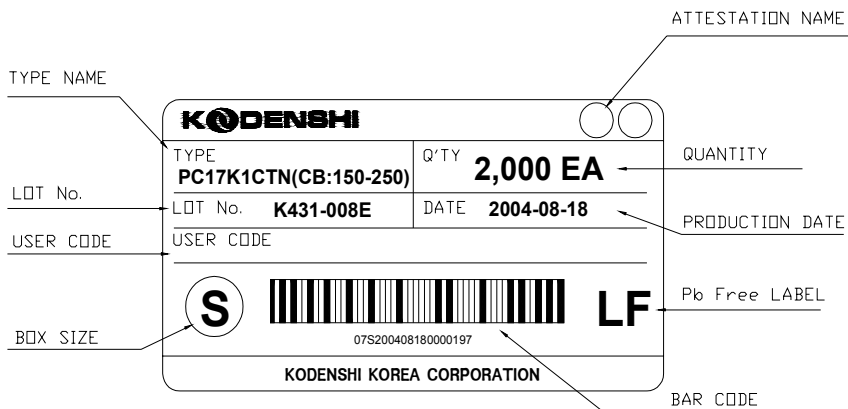 ATTESTATION NAME
TYPE NAME
KODENSHI
TYPE
PC17K1CTN(CB:150-250)
Q'TY 2,000 EA
QUANTITY
LOT No.
LOT No. K431-008E
DATE 2004-08-18
PRODUCTION DATE
USER CODE
USER CODE
S
LF
Pb Free LABEL
BOX SIZE
07S200408180000197
KODENSHI KOREA CORPORATION
BAR CODE